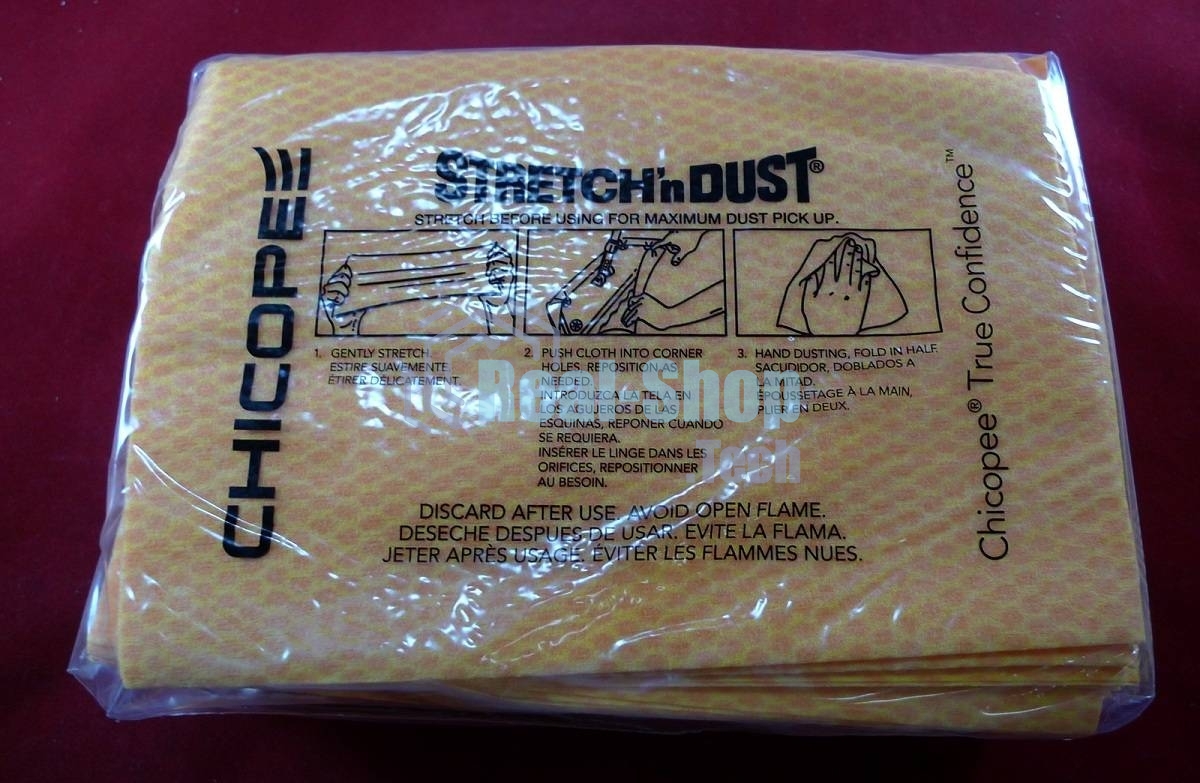 CHICOPEE
STRETCH'n DUST®
STRETCH BEFORE USING FOR MAXIMUM DUST PICK UP.
1. GENTLY STRETCH.
ESTIRE SUAVEMENTE.
ÉTIRER DÉLICATEMENT.
2. PUSH CLOTH INTO CORNER
HOLES, REPOSITION AS
NEEDED.
INTRODUZCA LA TELA EN
LOS AGUJEROS DE LAS
ESQUINAS, REPONER CUANDO
SE REQUIERA.
INSÉRER LE LINGE DANS LES
ORIFICES, REPOSITIONNER
AU BESOIN.
3. HAND DUSTING, FOLD IN HALF.
SACUDIDOR, DOBLADOS A
LA MITAD.
ÉPOUSSETAGE À LA MAIN,
PLIER EN DEUX.
DISCARD AFTER USE. AVOID OPEN FLAME.
DESECHE DESPUES DE USAR. EVITE LA FLAMA.
JETER APRÈS USAGE. ÉVITER LES FLAMMES NUES.
Chicopee® True Confidence™
Shop
Tech